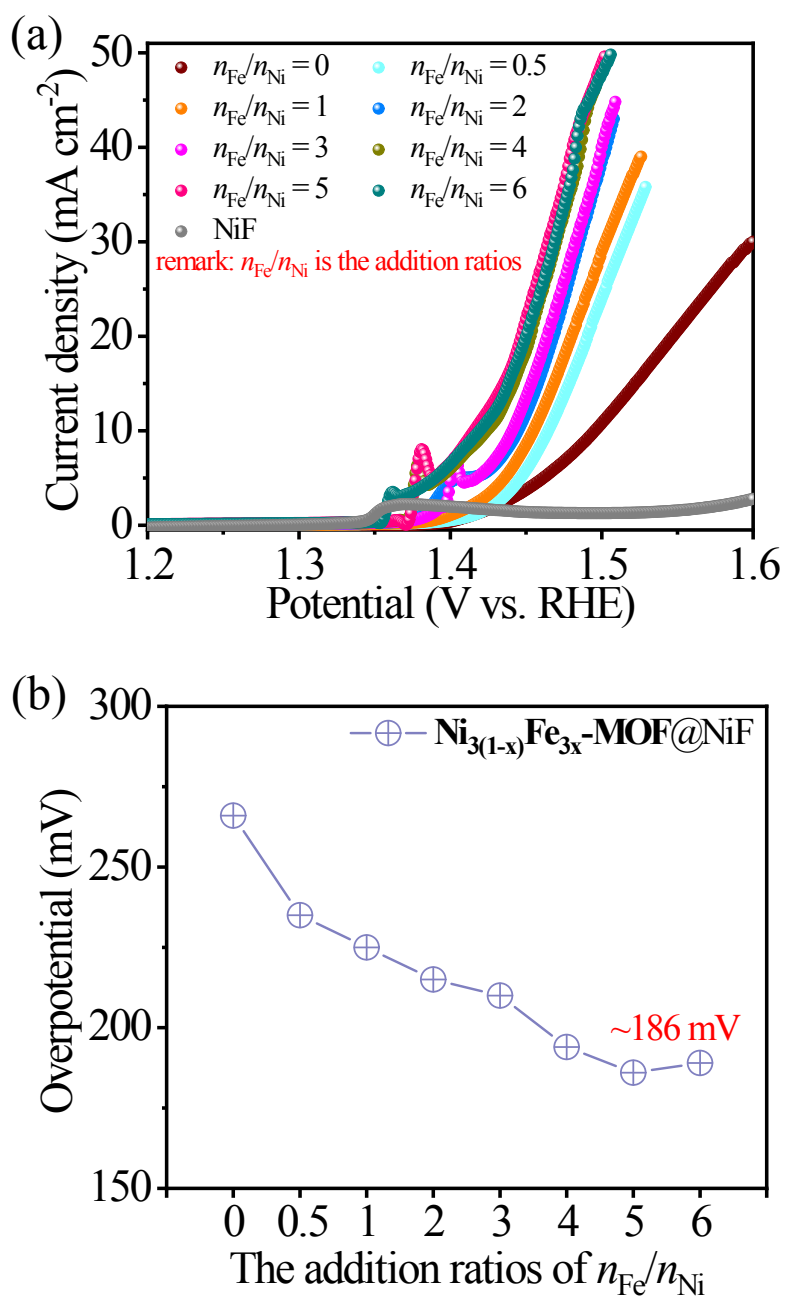 (a)
50
40
30
20
10
0
Current density (mA cm⁻²)
n_Fe/n_Ni = 0
n_Fe/n_Ni = 0.5
n_Fe/n_Ni = 1
n_Fe/n_Ni = 2
n_Fe/n_Ni = 3
n_Fe/n_Ni = 4
n_Fe/n_Ni = 5
n_Fe/n_Ni = 6
NiF
remark: n_Fe/n_Ni is the addition ratios
1.2 1.3 1.4 1.5 1.6
Potential (V vs. RHE)
(b)
300
250
200
150
Overpotential (mV)
Ni_3(1-x)Fe_3x-MOF@NiF
~186 mV
0 0.5 1 2 3 4 5 6
The addition ratios of n_Fe/n_Ni